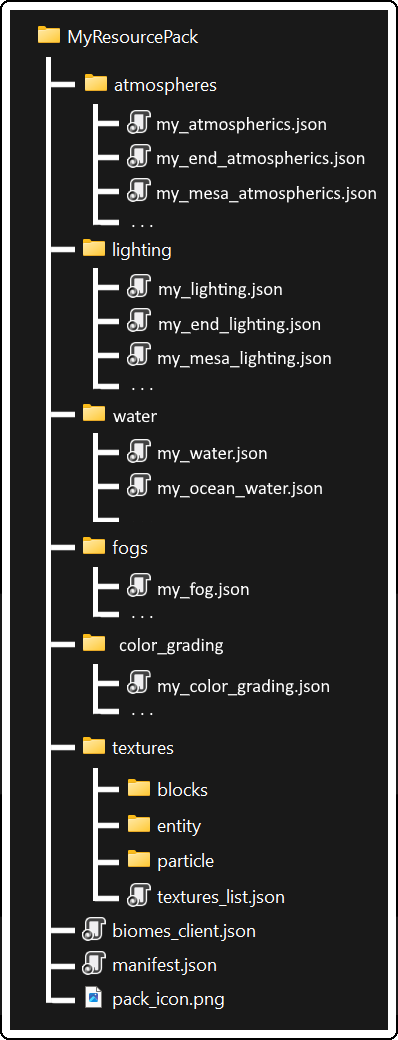 MyResourcePack
atmospheres
my_atmospherics.json
my_end_atmospherics.json
my_mesa_atmospherics.json
...
lighting
my_lighting.json
my_end_lighting.json
my_mesa_lighting.json
...
water
my_water.json
my_ocean_water.json
fogs
my_fog.json
...
color_grading
my_color_grading.json
...
textures
blocks
entity
particle
textures_list.json
biomes_client.json
manifest.json
pack_icon.png